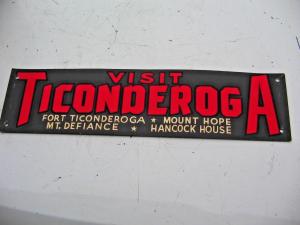 VISIT
TICONDEROGA
FORT TICONDEROGA ★ MOUNT HOPE
MT. DEFIANCE ★ HANCOCK HOUSE